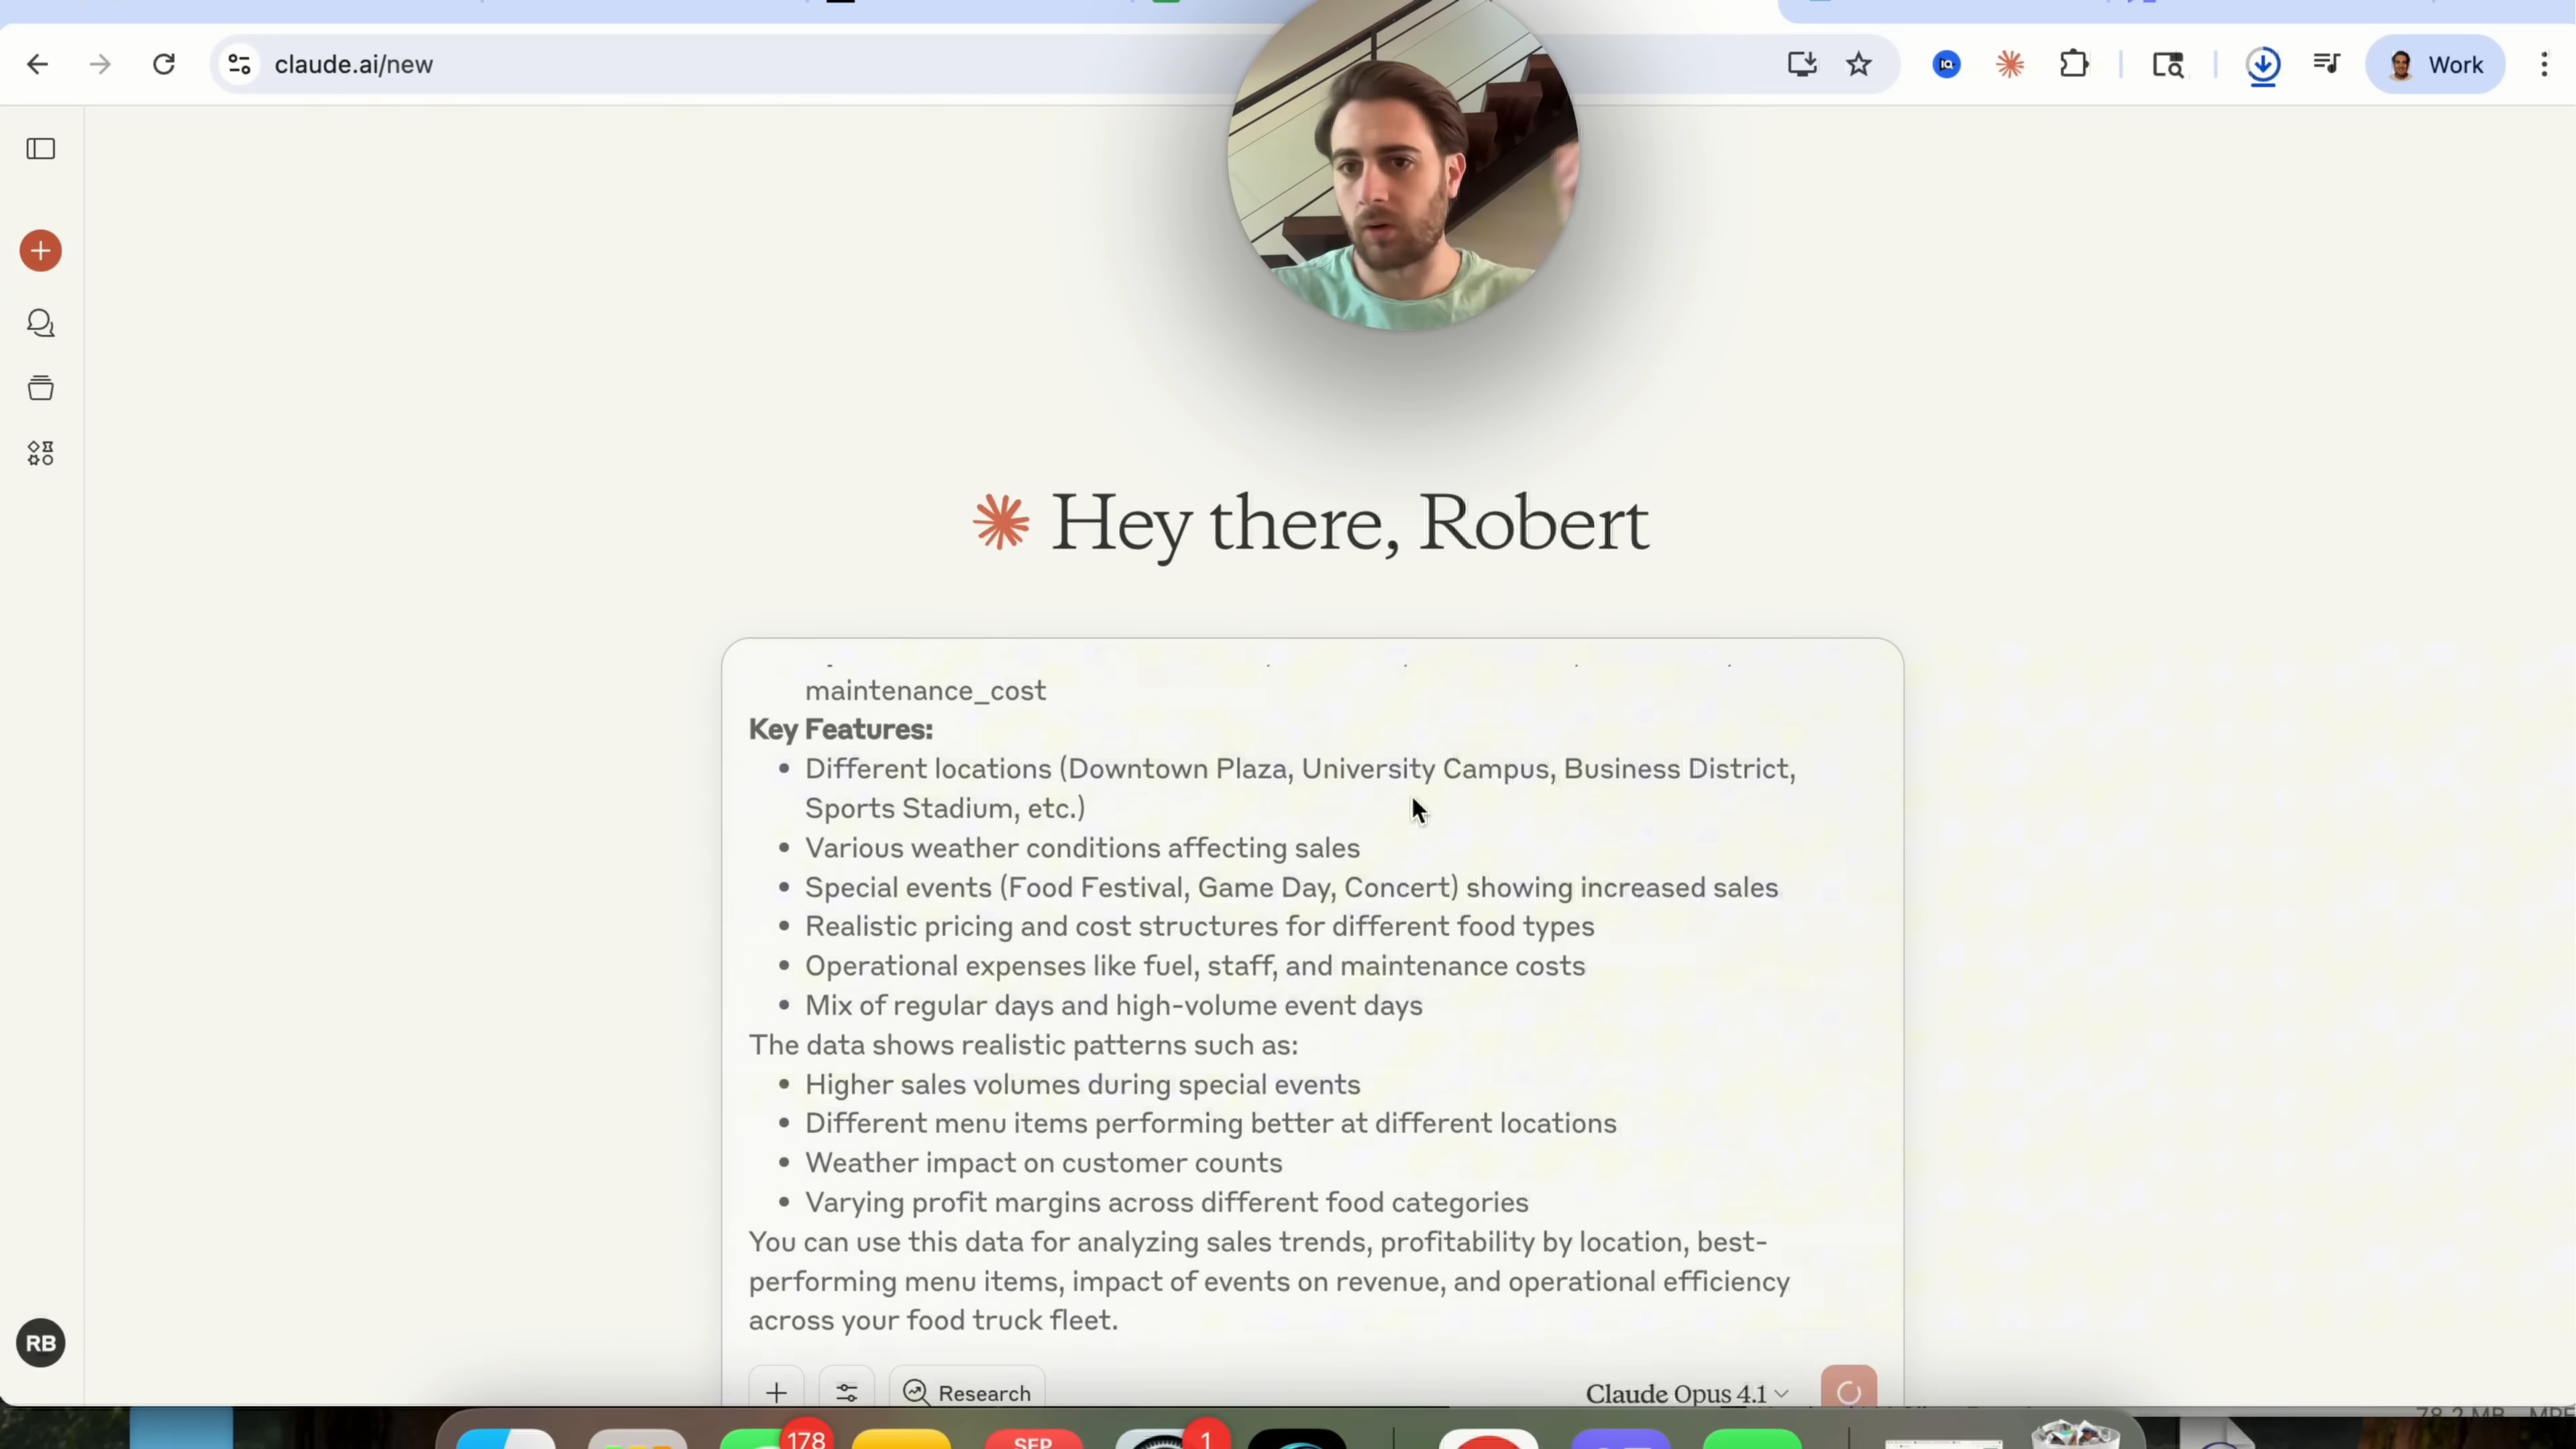 claude.ai/new
Work
Hey there, Robert
maintenance_cost
Key Features:
• Different locations (Downtown Plaza, University Campus, Business District,
Sports Stadium, etc.)
• Various weather conditions affecting sales
• Special events (Food Festival, Game Day, Concert) showing increased sales
• Realistic pricing and cost structures for different food types
• Operational expenses like fuel, staff, and maintenance costs
• Mix of regular days and high-volume event days
The data shows realistic patterns such as:
• Higher sales volumes during special events
• Different menu items performing better at different locations
• Weather impact on customer counts
• Varying profit margins across different food categories
You can use this data for analyzing sales trends, profitability by location, best-
performing menu items, impact of events on revenue, and operational efficiency
across your food truck fleet.
RB
Research
Claude Opus 4.1
178
SEP
1